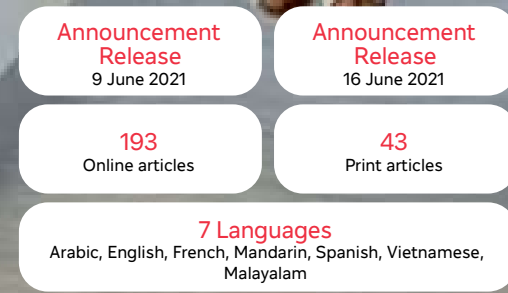 Announcement
Release
9 June 2021
Announcement
Release
16 June 2021
193
Online articles
43
Print articles
7 Languages
Arabic, English, French, Mandarin, Spanish, Vietnamese,
Malayalam